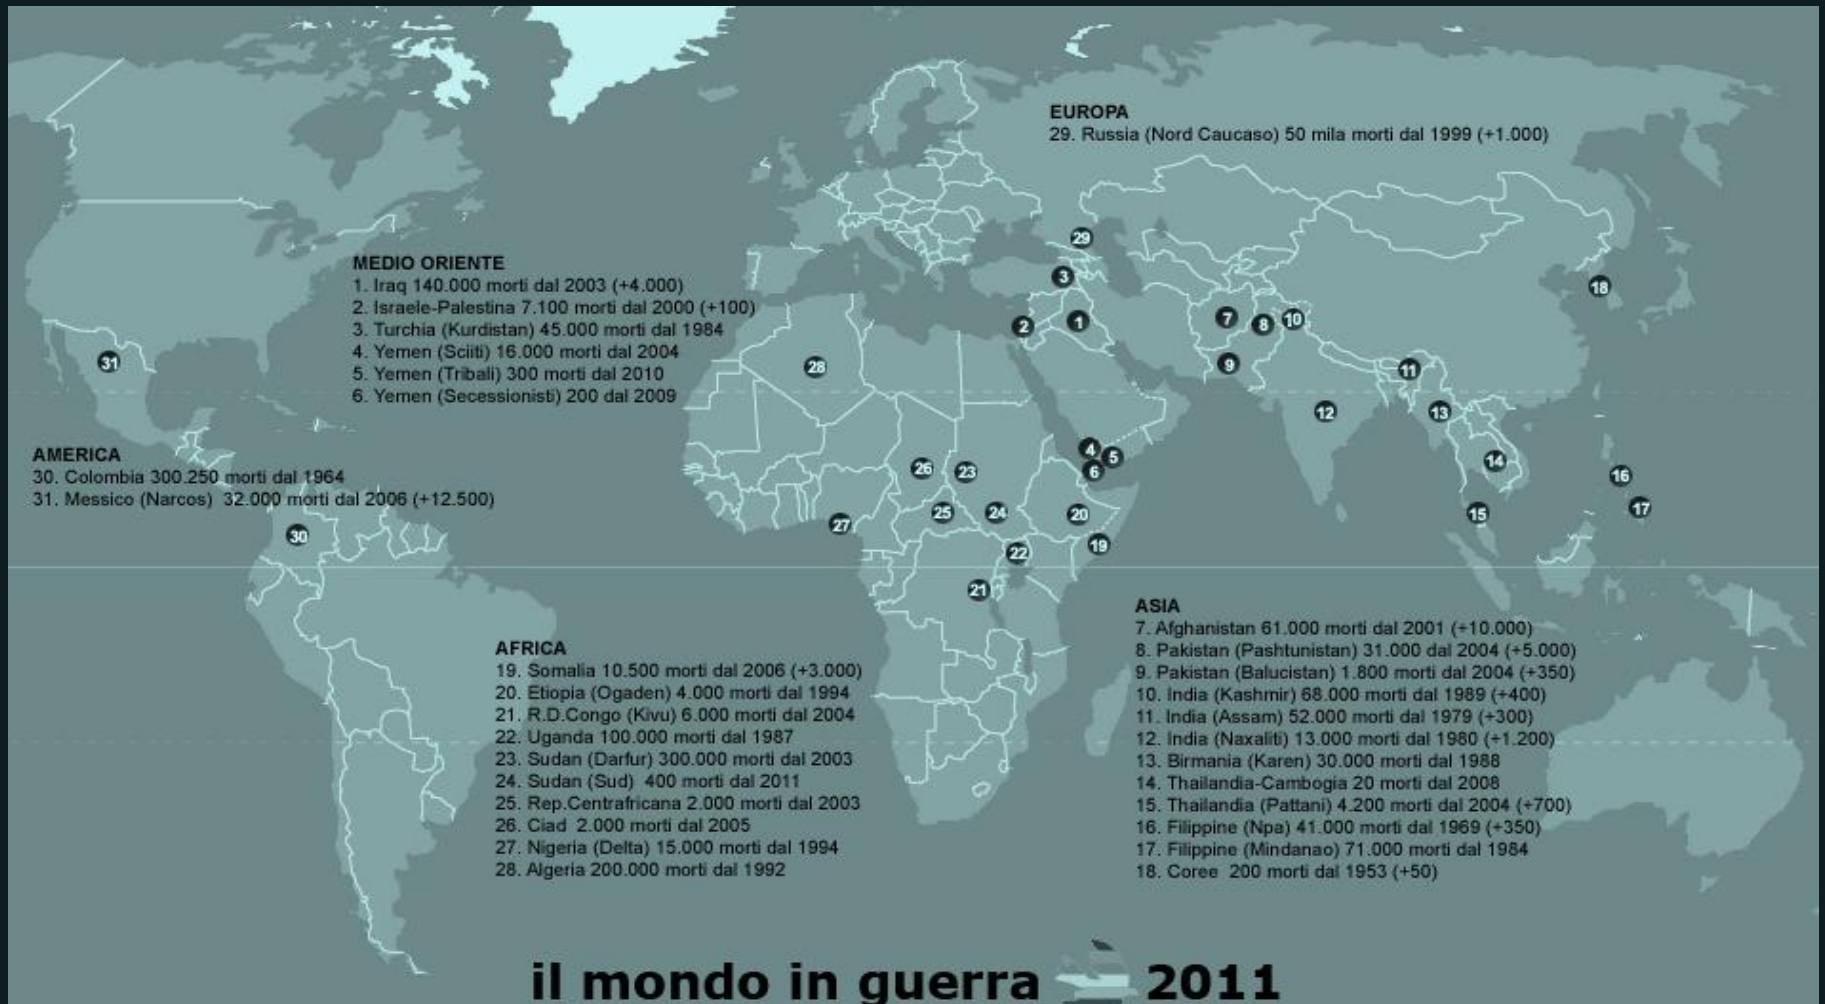 EUROPA
29. Russia (Nord Caucaso) 50 mila morti dal 1999 (+1.000)
MEDIO ORIENTE
1. Iraq 140.000 morti dal 2003 (+4.000)
2. Israele-Palestina 7.100 morti dal 2000 (+100)
3. Turchia (Kurdistan) 45.000 morti dal 1984
4. Yemen (Sciiti) 16.000 morti dal 2004
5. Yemen (Tribali) 300 morti dal 2010
6. Yemen (Secessionisti) 200 dal 2009
AMERICA
30. Colombia 300.250 morti dal 1964
31. Messico (Narcos) 32.000 morti dal 2006 (+12.500)
AFRICA
19. Somalia 10.500 morti dal 2006 (+3.000)
20. Etiopia (Ogaden) 4.000 morti dal 1994
21. R.D.Congo (Kivu) 6.000 morti dal 2004
22. Uganda 100.000 morti dal 1987
23. Sudan (Darfur) 300.000 morti dal 2003
24. Sudan (Sud) 400 morti dal 2011
25. Rep.Centrafricana 2.000 morti dal 2003
26. Ciad 2.000 morti dal 2005
27. Nigeria (Delta) 15.000 morti dal 1994
28. Algeria 200.000 morti dal 1992
ASIA
7. Afghanistan 61.000 morti dal 2001 (+10.000)
8. Pakistan (Pashtunistan) 31.000 dal 2004 (+5.000)
9. Pakistan (Balucistan) 1.800 morti dal 2004 (+350)
10. India (Kashmir) 68.000 morti dal 1989 (+400)
11. India (Assam) 52.000 morti dal 1979 (+300)
12. India (Naxaliti) 13.000 morti dal 1980 (+1.200)
13. Birmania (Karen) 30.000 morti dal 1988
14. Thailandia-Cambogia 20 morti dal 2008
15. Thailandia (Pattani) 4.200 morti dal 2004 (+700)
16. Filippine (Npa) 41.000 morti dal 1969 (+350)
17. Filippine (Mindanao) 71.000 morti dal 1984
18. Coree 200 morti dal 1953 (+50)
29
3
18
2
1
7
8
10
9
11
31
28
12
13
4
5
6
26
23
14
16
25
24
20
15
17
27
30
22
19
21
il mondo in guerra 2011